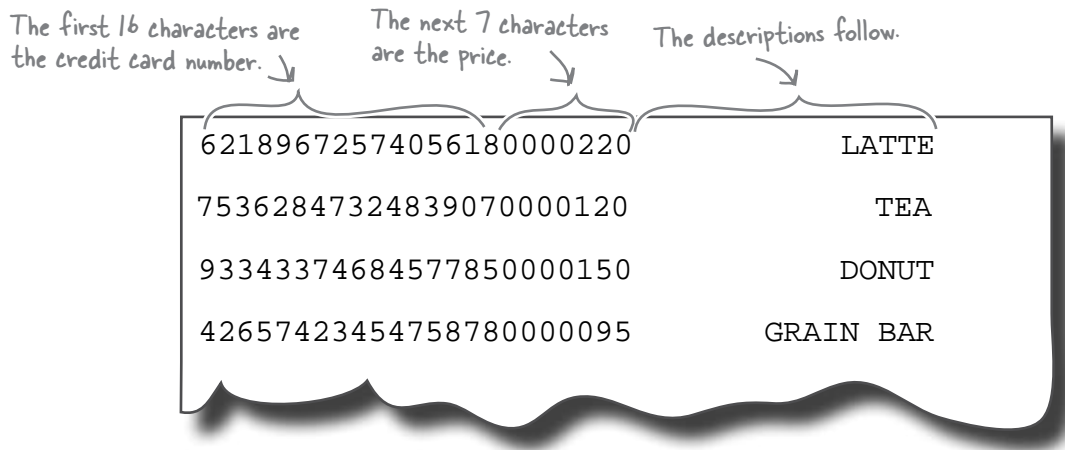 The first 16 characters are
the credit card number.
The next 7 characters
are the price.
The descriptions follow.
62189672574056180000220 LATTE
75362847324839070000120 TEA
93343374684577850000150 DONUT
42657423454758780000095 GRAIN BAR